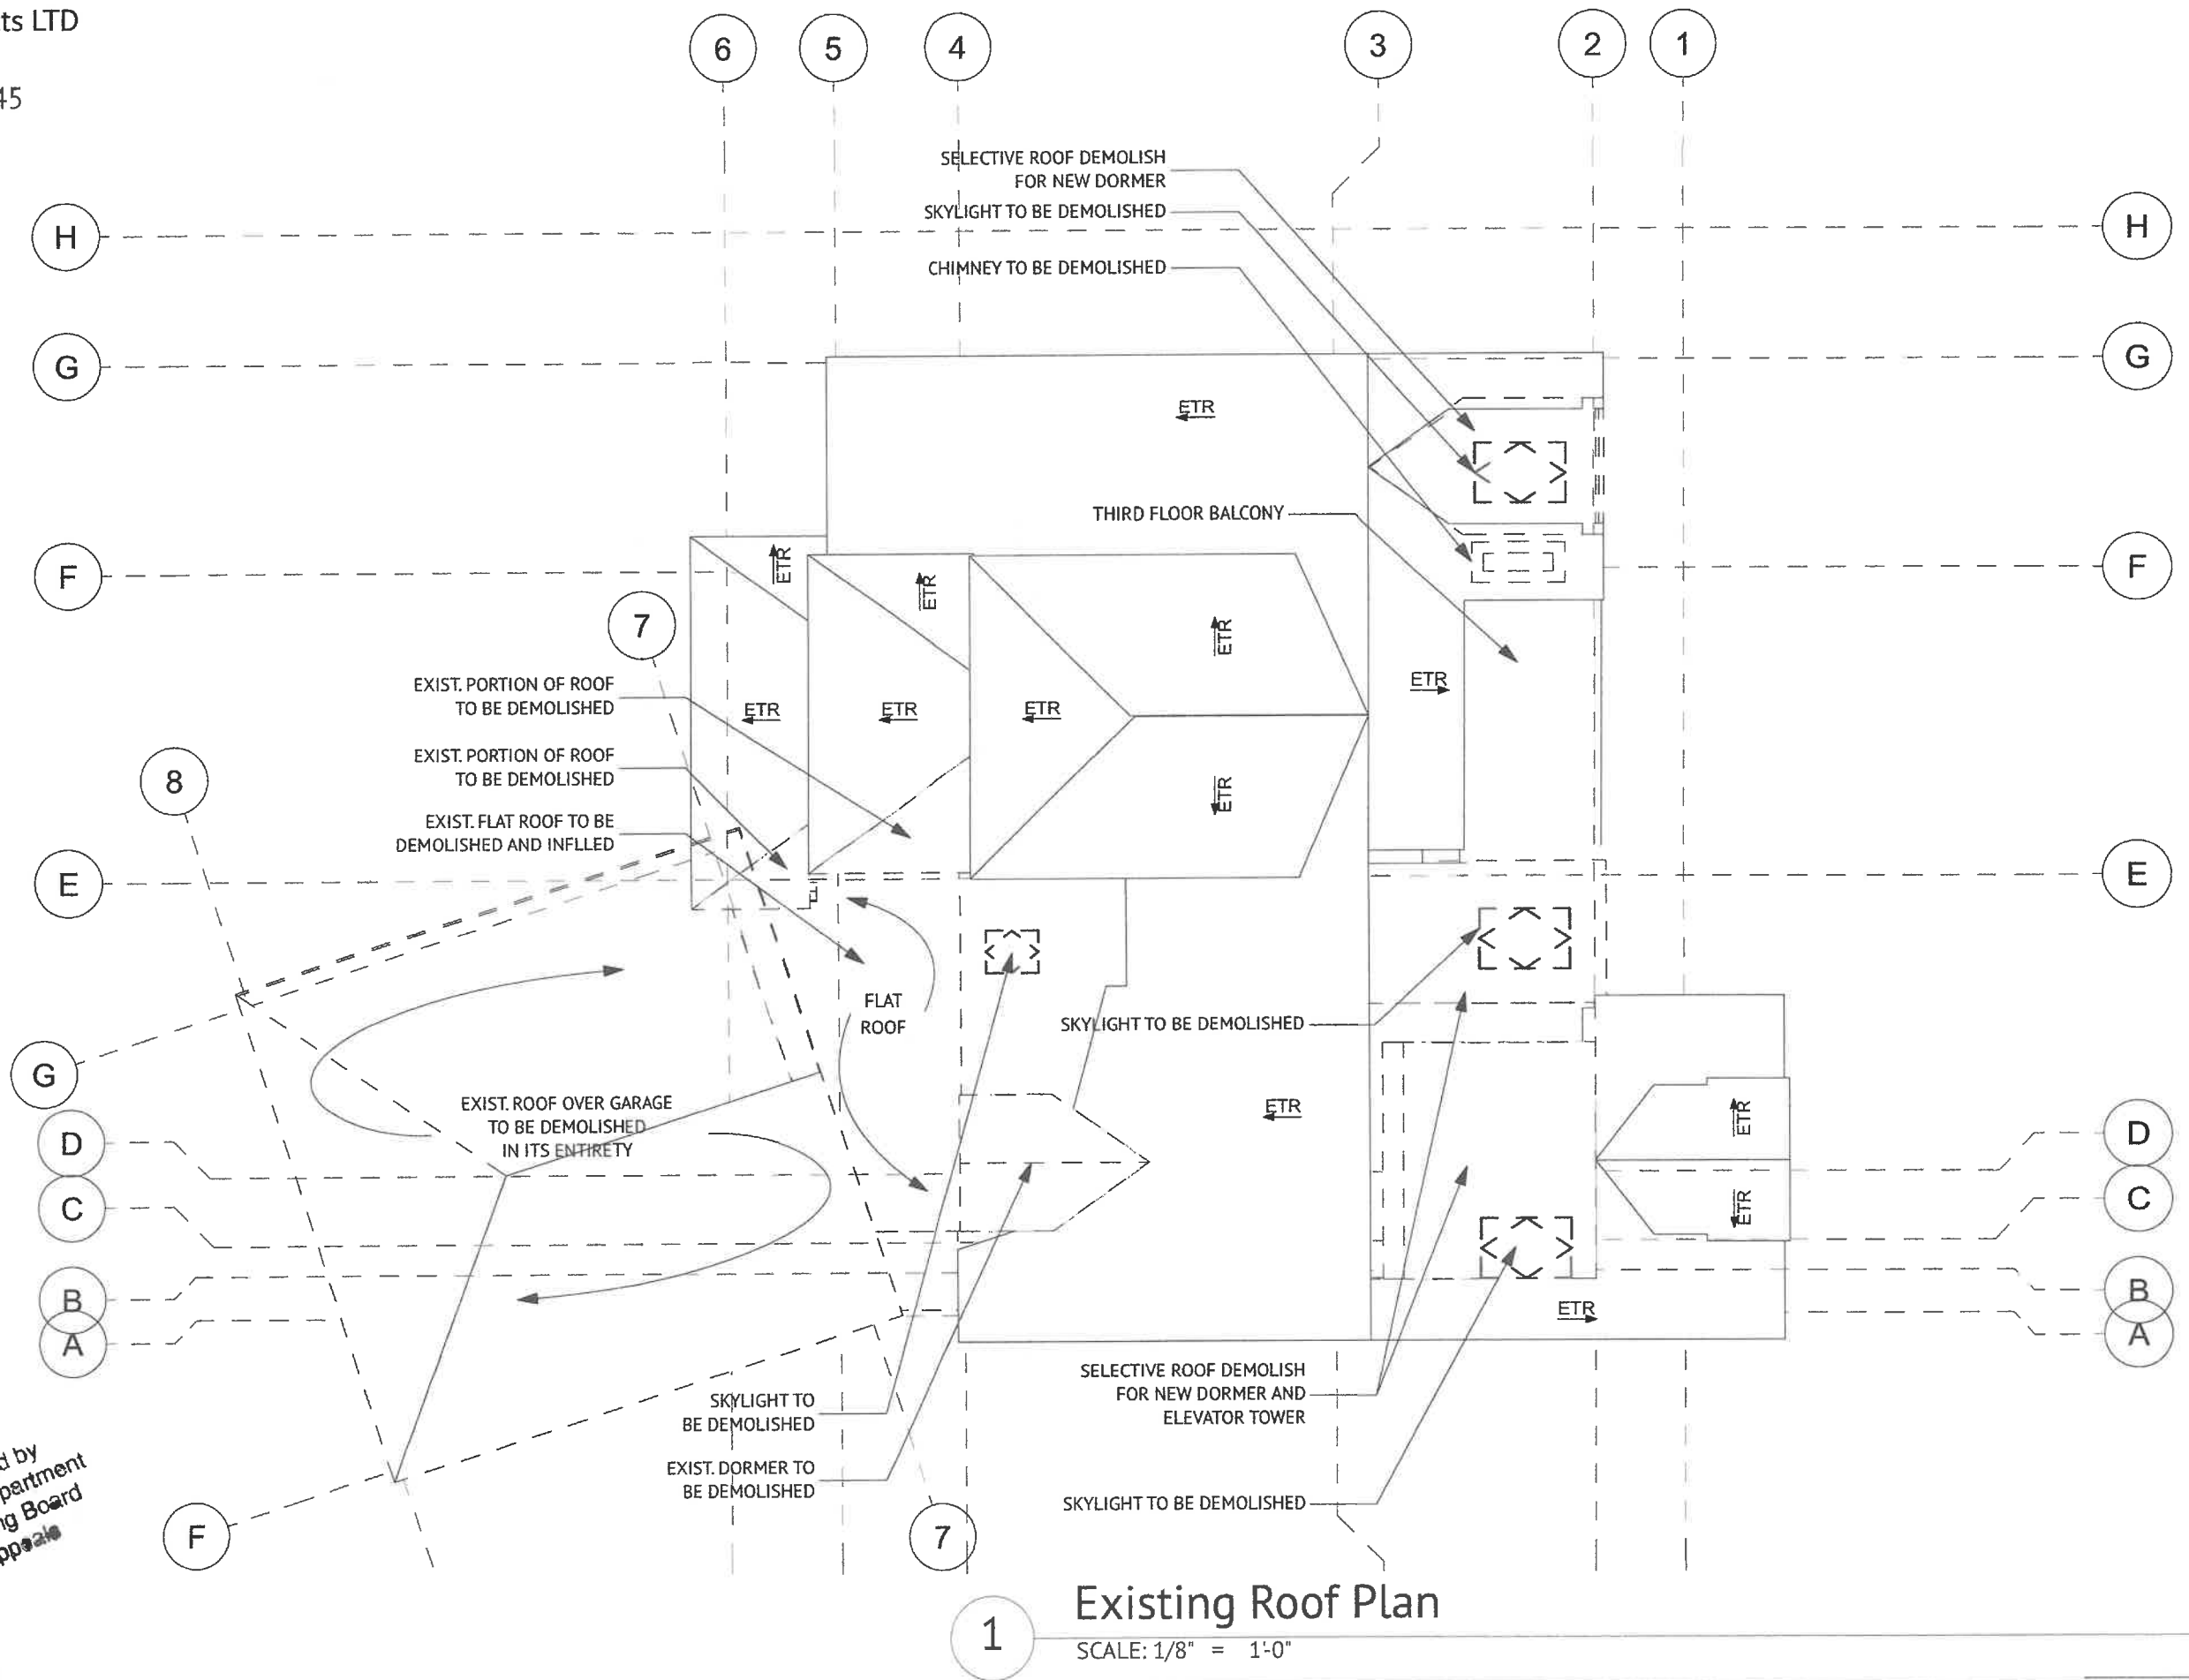 ts LTD
45
6
5
4
3
2
1
SELECTIVE ROOF DEMOLISH
FOR NEW DORMER
SKYLIGHT TO BE DEMOLISHED
H
H
CHIMNEY TO BE DEMOLISHED
G
G
ETR
THIRD FLOOR BALCONY
F
ETR
ETR
F
7
ETR
ETR
EXIST. PORTION OF ROOF
TO BE DEMOLISHED
ETR
ETR
ETR
EXIST. PORTION OF ROOF
TO BE DEMOLISHED
8
ETR
EXIST. FLAT ROOF TO BE
DEMOLISHED AND INFLLED
E
E
FLAT
ROOF
SKYLIGHT TO BE DEMOLISHED
G
EXIST. ROOF OVER GARAGE
TO BE DEMOLISHED
IN ITS ENTIRETY
ETR
ETR
D
D
C
C
ETR
B
B
ETR
A
A
SELECTIVE ROOF DEMOLISH
FOR NEW DORMER AND
ELEVATOR TOWER
SKYLIGHT TO
BE DEMOLISHED
EXIST. DORMER TO
BE DEMOLISHED
SKYLIGHT TO BE DEMOLISHED
d by
partment
ng Board
ppeals
F
7
1
Existing Roof Plan
SCALE: 1/8" = 1'-0"